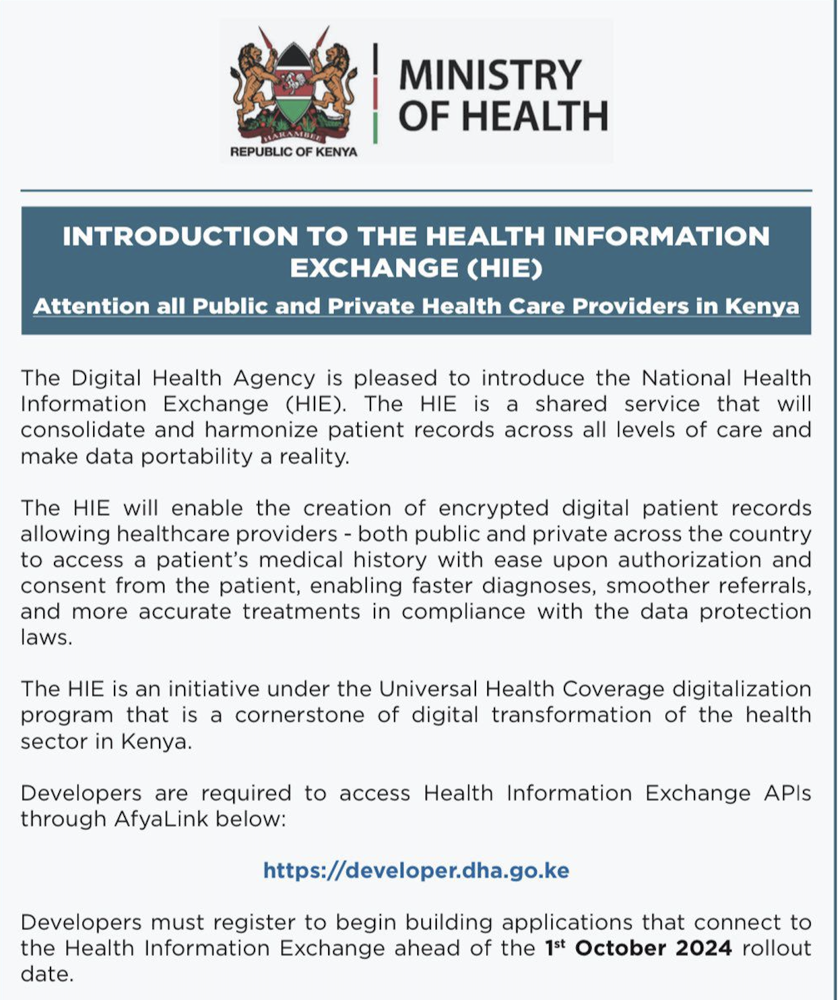 HARAMBEE
REPUBLIC OF KENYA
MINISTRY
OF HEALTH
INTRODUCTION TO THE HEALTH INFORMATION
EXCHANGE (HIE)
Attention all Public and Private Health Care Providers in Kenya
The Digital Health Agency is pleased to introduce the National Health
Information Exchange (HIE). The HIE is a shared service that will
consolidate and harmonize patient records across all levels of care and
make data portability a reality.
The HIE will enable the creation of encrypted digital patient records
allowing healthcare providers - both public and private across the country
to access a patient’s medical history with ease upon authorization and
consent from the patient, enabling faster diagnoses, smoother referrals,
and more accurate treatments in compliance with the data protection
laws.
The HIE is an initiative under the Universal Health Coverage digitalization
program that is a cornerstone of digital transformation of the health
sector in Kenya.
Developers are required to access Health Information Exchange APIs
through AfyaLink below:
https://developer.dha.go.ke
Developers must register to begin building applications that connect to
the Health Information Exchange ahead of the 1st October 2024 rollout
date.